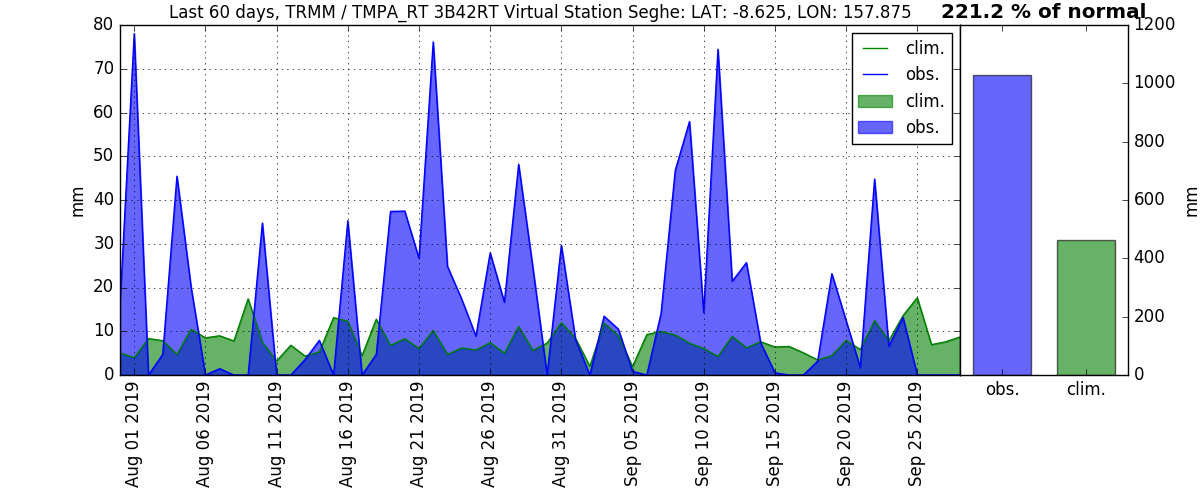 Last 60 days, TRMM / TMPA_RT 3B42RT Virtual Station Seghe: LAT: -8.625, LON: 157.875
221.2 % of normal
80
70
60
50
40
30
20
10
0
mm
clim.
obs.
clim.
obs.
Aug 01 2019
Aug 06 2019
Aug 11 2019
Aug 16 2019
Aug 21 2019
Aug 26 2019
Aug 31 2019
Sep 05 2019
Sep 10 2019
Sep 15 2019
Sep 20 2019
Sep 25 2019
1200
1000
800
600
400
200
0
mm
obs.
clim.